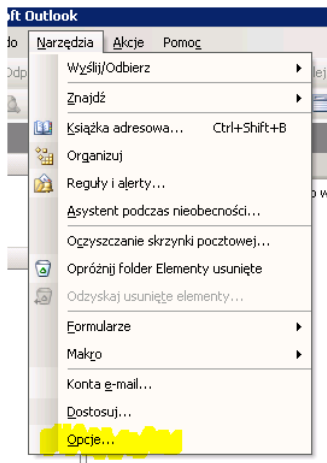 ft Outlook
do Narzędzia Akcje Pomoc
Wyślij/Odbierz
Znajdź
Książka adresowa... Ctrl+Shift+B
Organizuj
Reguły i alerty...
Asystent podczas nieobecności...
Oczyszczanie skrzynki pocztowej...
Opróżnij folder Elementy usunięte
Odzyskaj usunięte elementy...
Formularze
Makro
Konta e-mail...
Dostosuj...
Opcje...